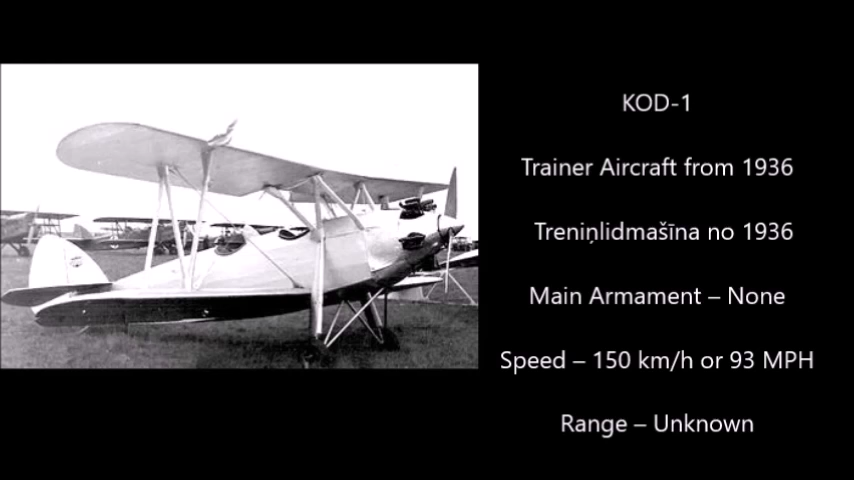 KOD-1
Trainer Aircraft from 1936
Treniņlidmašīna no 1936
Main Armament – None
Speed – 150 km/h or 93 MPH
Range – Unknown